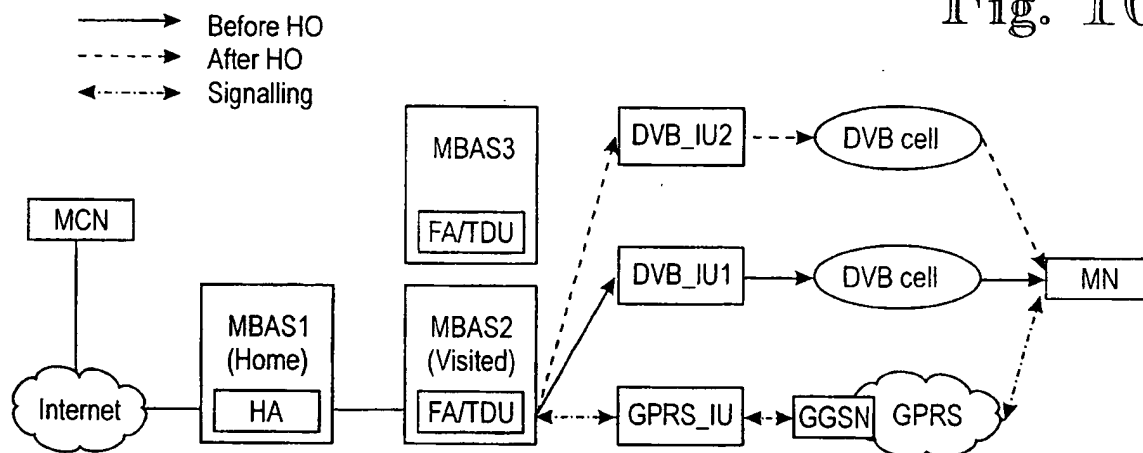 Fig. 10
Before HO
After HO
Signalling
MCN
Internet
MBAS1
(Home)
HA
MBAS3
FA/TDU
MBAS2
(Visited)
FA/TDU
DVB_IU2
DVB cell
DVB_IU1
DVB cell
MN
GPRS_IU
GGSN
GPRS